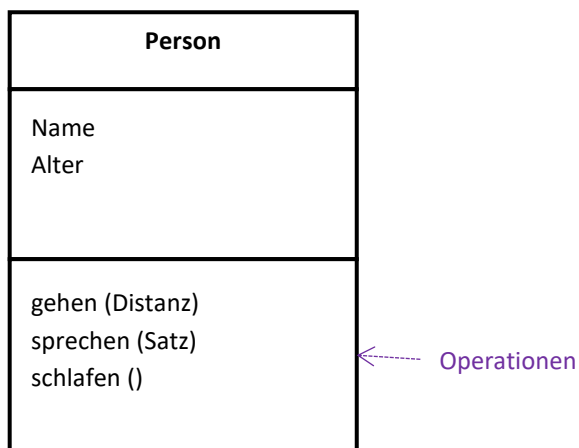 Person
Name
Alter
gehen (Distanz)
sprechen (Satz)
schlafen ()
Operationen